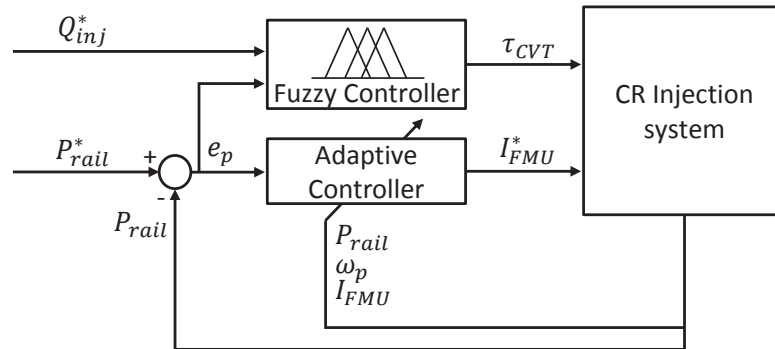 Q*inj
τCVT
Fuzzy Controller
CR Injection
system
P*rail
+
ep
Adaptive
Controller
I*FMU
-
Prail
Prail
ωp
IFMU